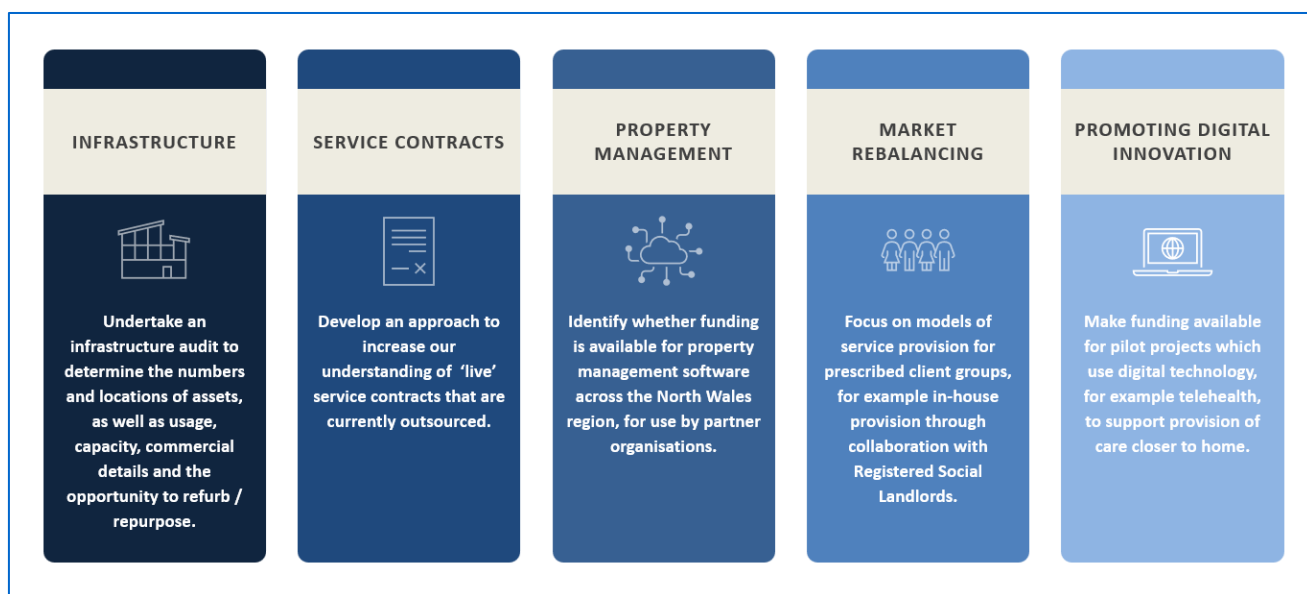 INFRASTRUCTURE
Undertake an
infrastructure audit to
determine the numbers
and locations of assets,
as well as usage,
capacity, commercial
details and the
opportunity to refurb /
repurpose.
SERVICE CONTRACTS
Develop an approach to
increase our
understanding of ‘live’
service contracts that are
currently outsourced.
PROPERTY
MANAGEMENT
Identify whether funding
is available for property
management software
across the North Wales
region, for use by partner
organisations.
MARKET
REBALANCING
Focus on models of
service provision for
prescribed client groups,
for example in-house
provision through
collaboration with
Registered Social
Landlords.
PROMOTING DIGITAL
INNOVATION
Make funding available
for pilot projects which
use digital technology,
for example telehealth,
to support provision of
care closer to home.